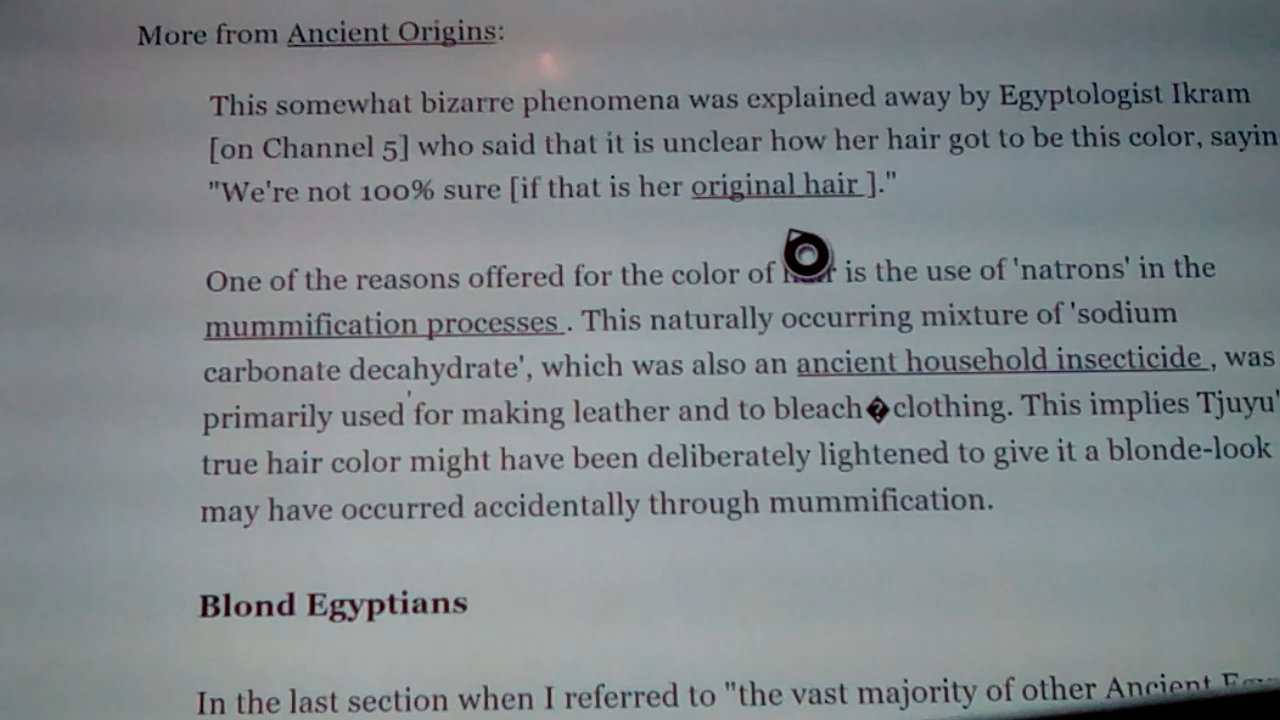 More from Ancient Origins:
This somewhat bizarre phenomena was explained away by Egyptologist Ikram
[on Channel 5] who said that it is unclear how her hair got to be this color, sayin
"We're not 100% sure [if that is her original hair ]."
One of the reasons offered for the color of is the use of 'natrons' in the
mummification processes . This naturally occurring mixture of 'sodium
carbonate decahydrate', which was also an ancient household insecticide , was
primarily used for making leather and to bleach�clothing. This implies Tjuyu'
true hair color might have been deliberately lightened to give it a blonde-look
may have occurred accidentally through mummification.
Blond Egyptians
In the last section when I referred to "the vast majority of other Ancient